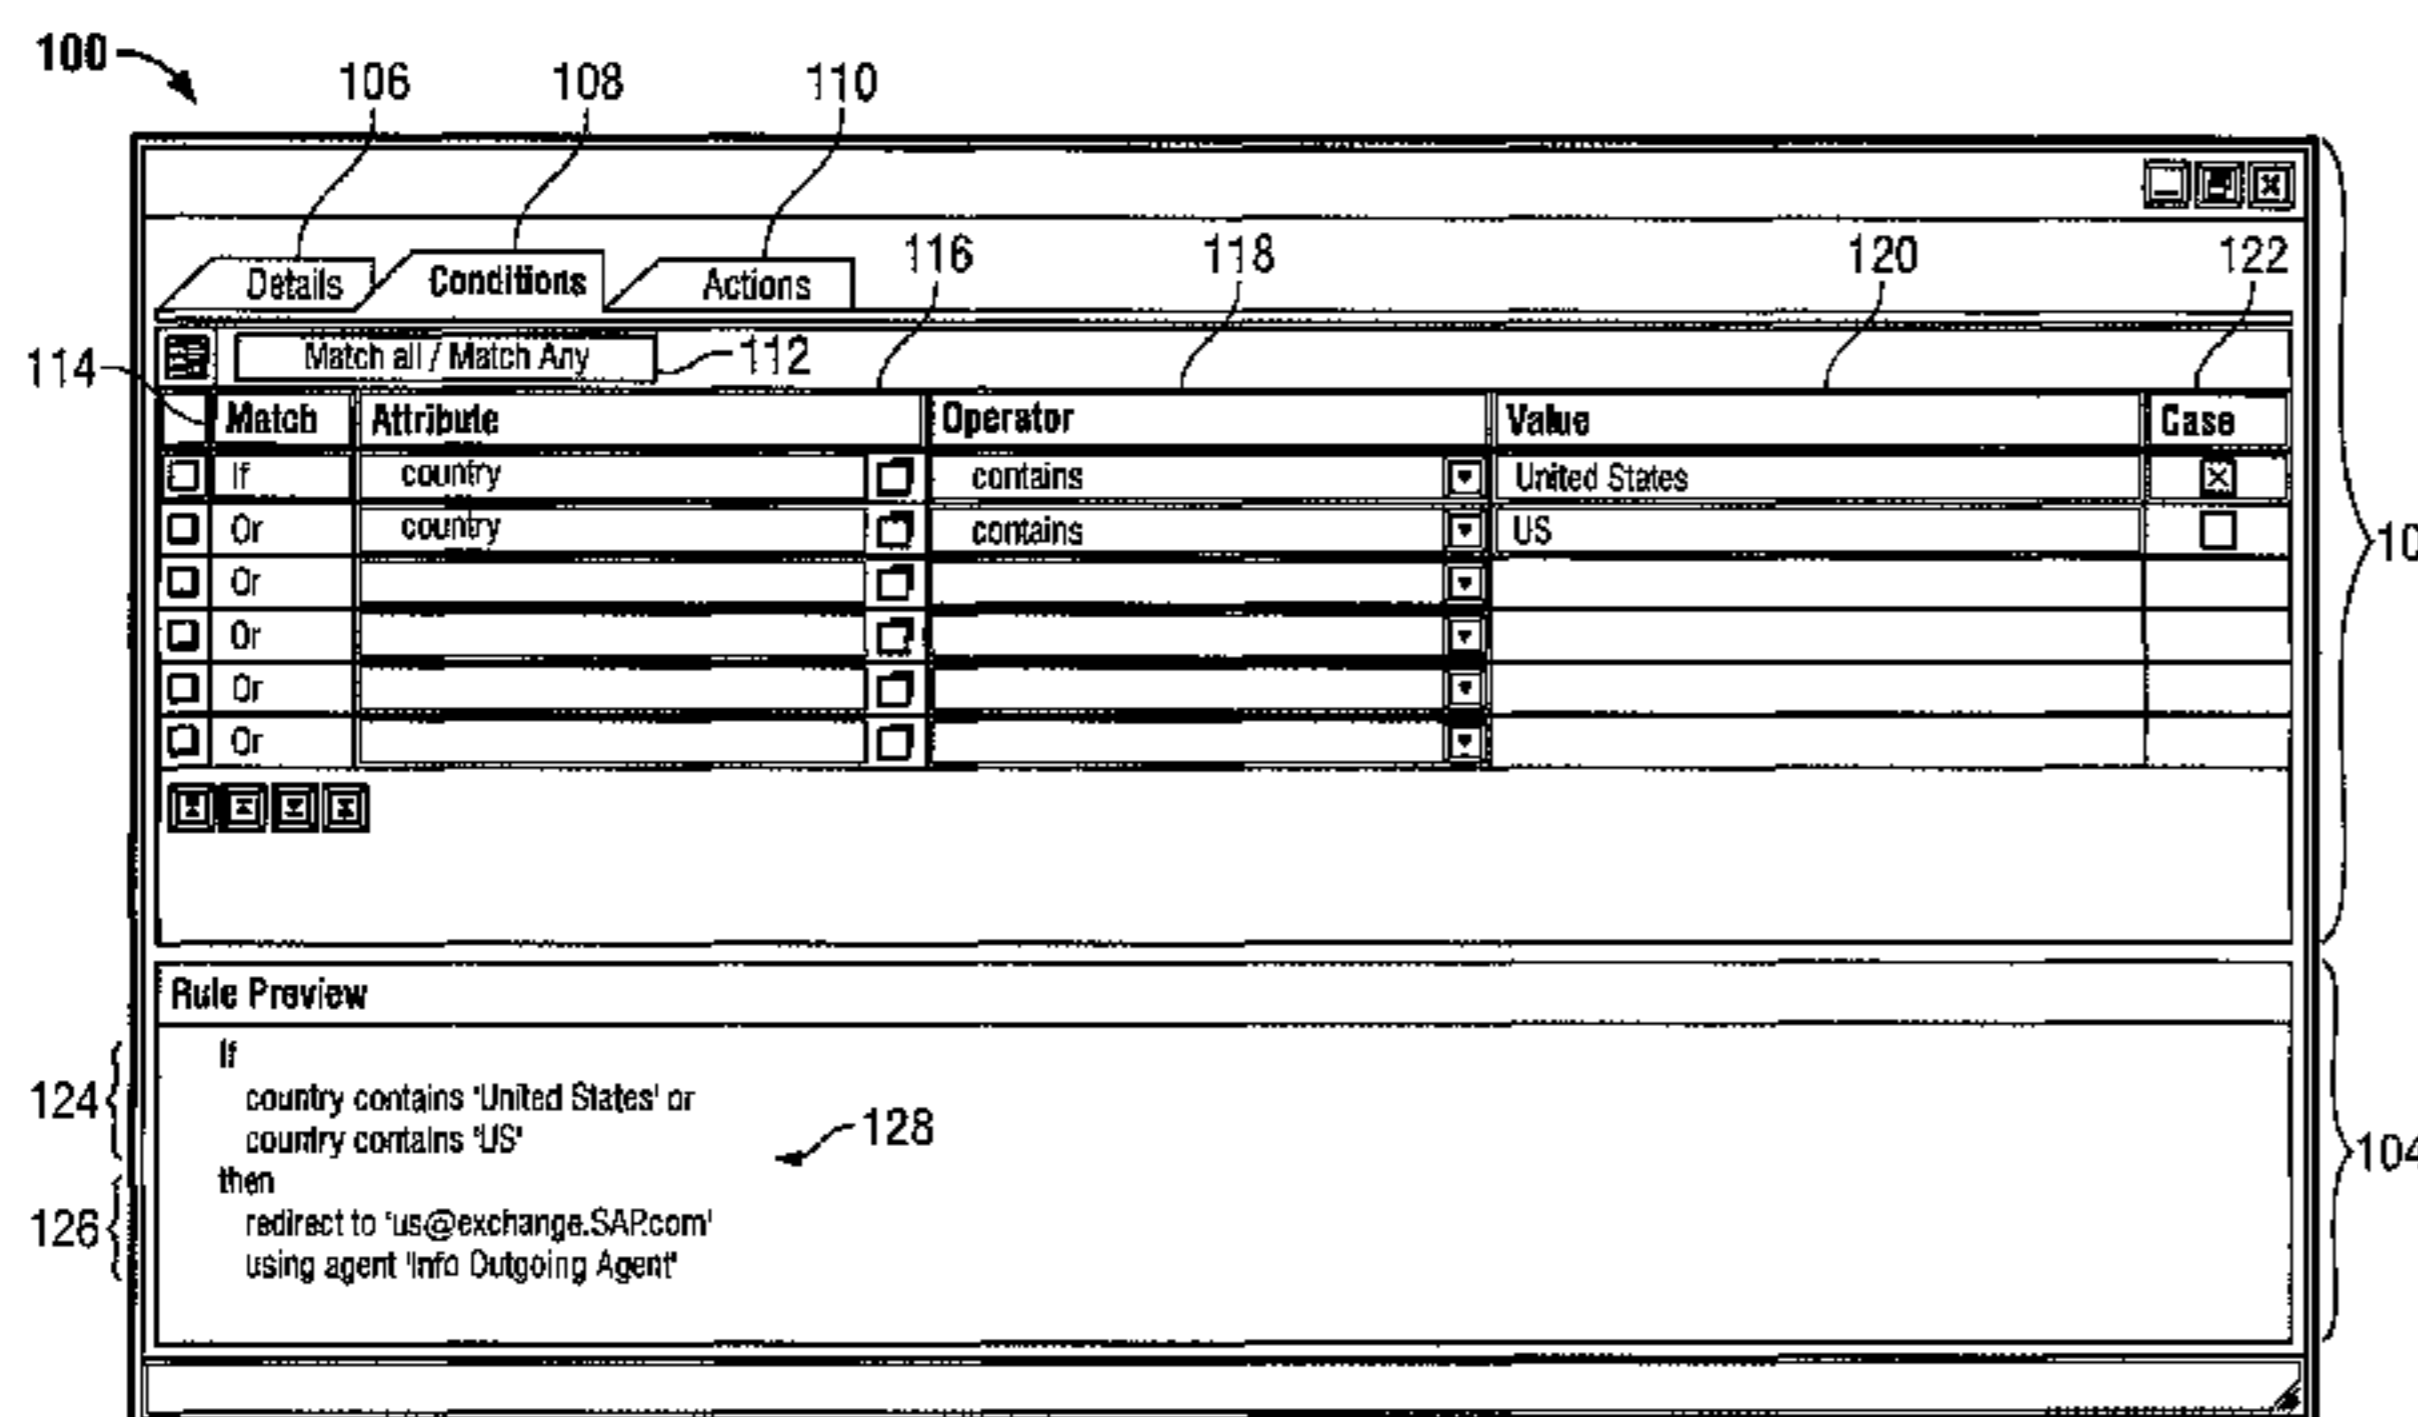 100
106 108 110
Details Conditions Actions 116 118 120 122
Match all / Match Any 112
114
Match Attribute Operator Value Case
If country contains United States
Or country contains US
Or
Or
Or
Or
Rule Preview
If
124 country contains 'United States' or
country contains 'US'
128
then
126 redirect to 'us@exchange.SAP.com'
using agent 'Info Outgoing Agent'
104